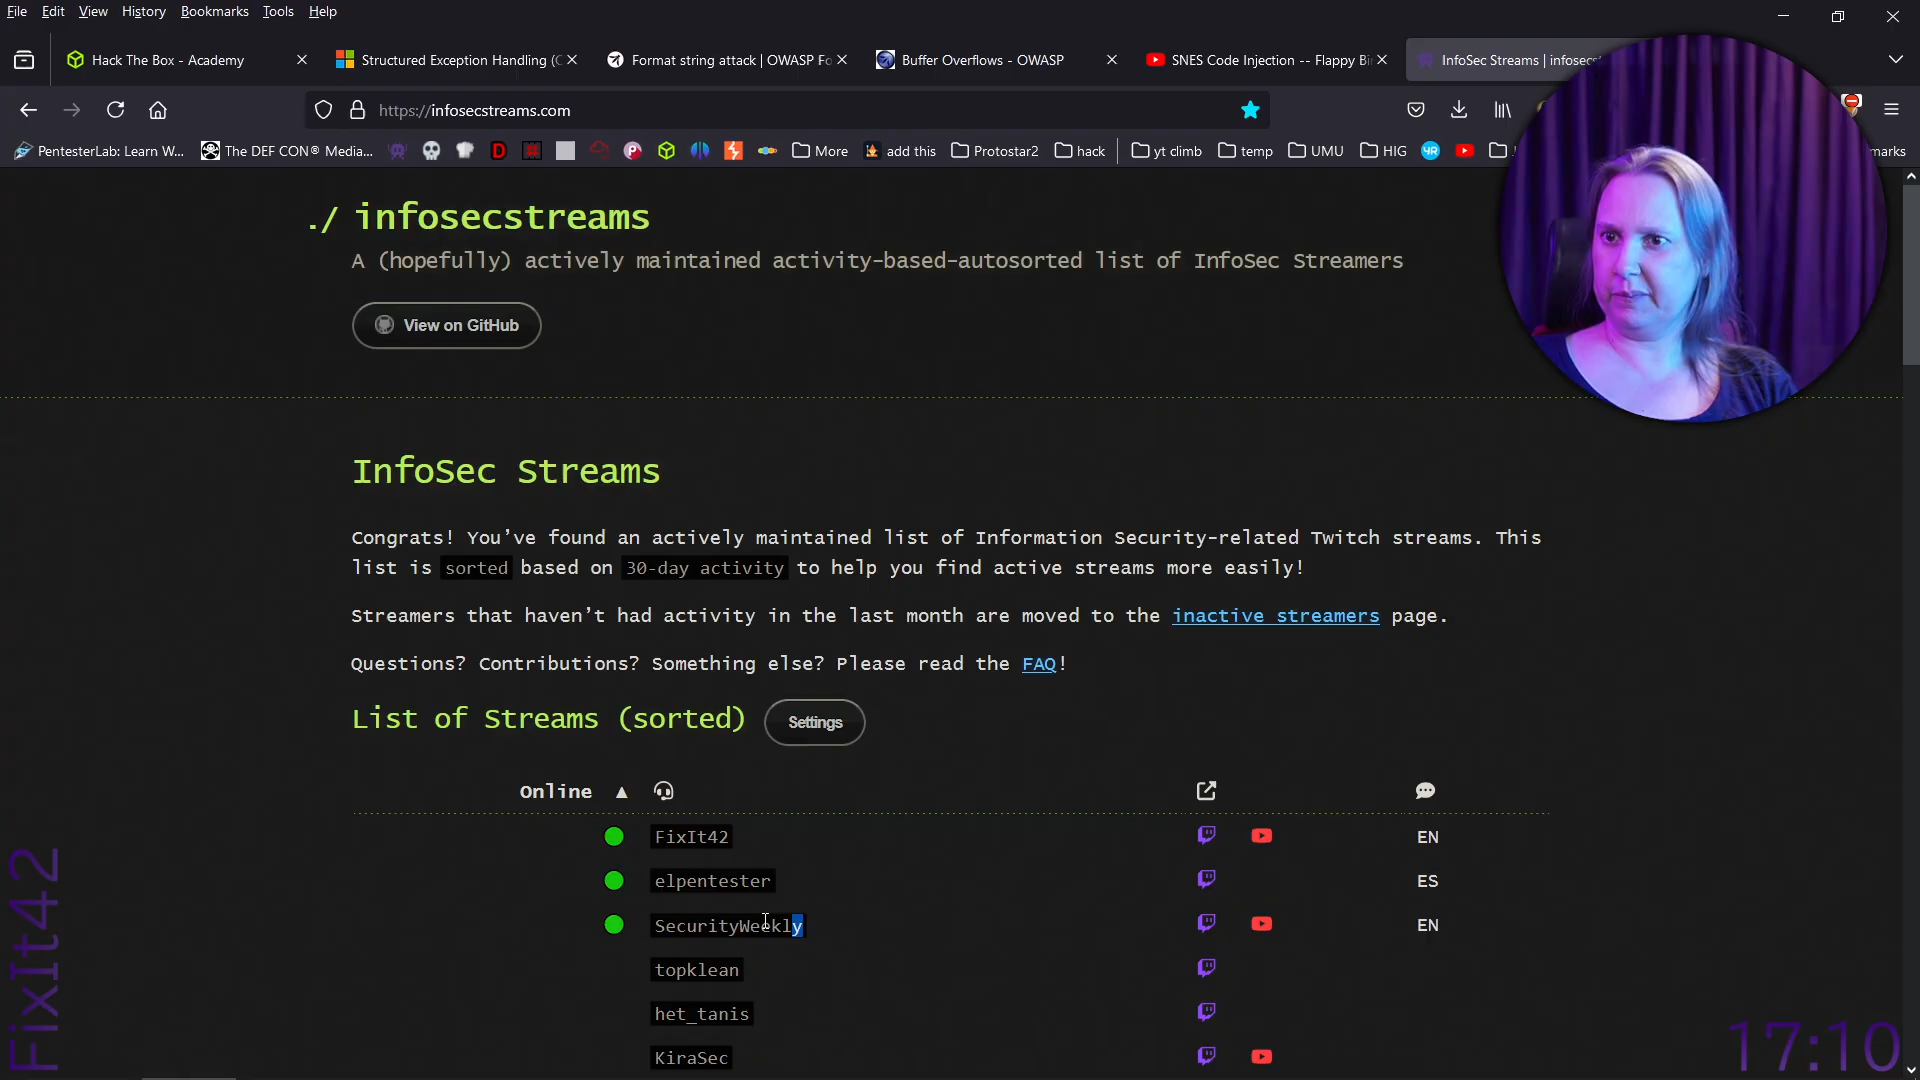 File Edit View History Bookmarks Tools Help
Hack The Box - Academy
Structured Exception Handling (C
Format string attack | OWASP Fo
Buffer Overflows - OWASP
SNES Code Injection -- Flappy Bi
InfoSec Streams | infosecs
https://infosecstreams.com
PentesterLab: Learn W...
The DEF CON® Media...
More
add this
Protostar2
hack
yt climb
temp
UMU
HIG
./ infosecstreams
A (hopefully) actively maintained activity-based-autosorted list of InfoSec Streamers
View on GitHub
InfoSec Streams
Congrats! You’ve found an actively maintained list of Information Security-related Twitch streams. This
list is sorted based on 30-day activity to help you find active streams more easily!
Streamers that haven’t had activity in the last month are moved to the inactive streamers page.
Questions? Contributions? Something else? Please read the FAQ!
List of Streams (sorted) Settings
Online ▲
FixIt42 EN
elpentester ES
SecurityWeekly EN
topklean
het_tanis
KiraSec
FixIt42
17:10